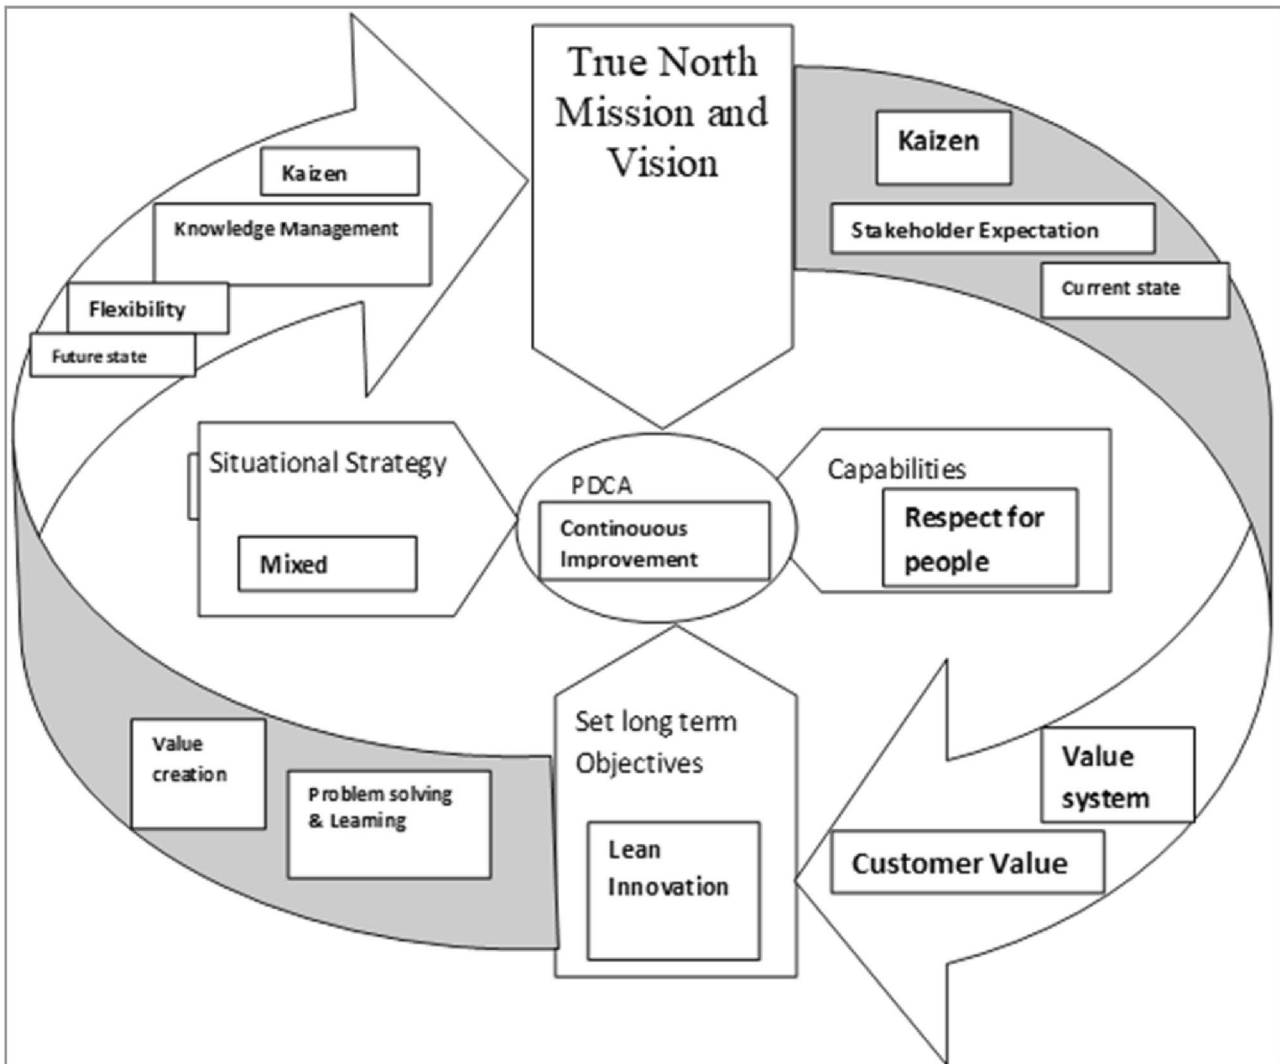 True North
Mission and
Vision
Kaizen
Knowledge Management
Flexibility
Future state
Kaizen
Stakeholder Expectation
Current state
Situational Strategy
Mixed
PDCA
Continouous
Improvement
Capabilities
Respect for
people
Value
creation
Problem solving
& Learning
Set long term
Objectives
Lean
Innovation
Value
system
Customer Value